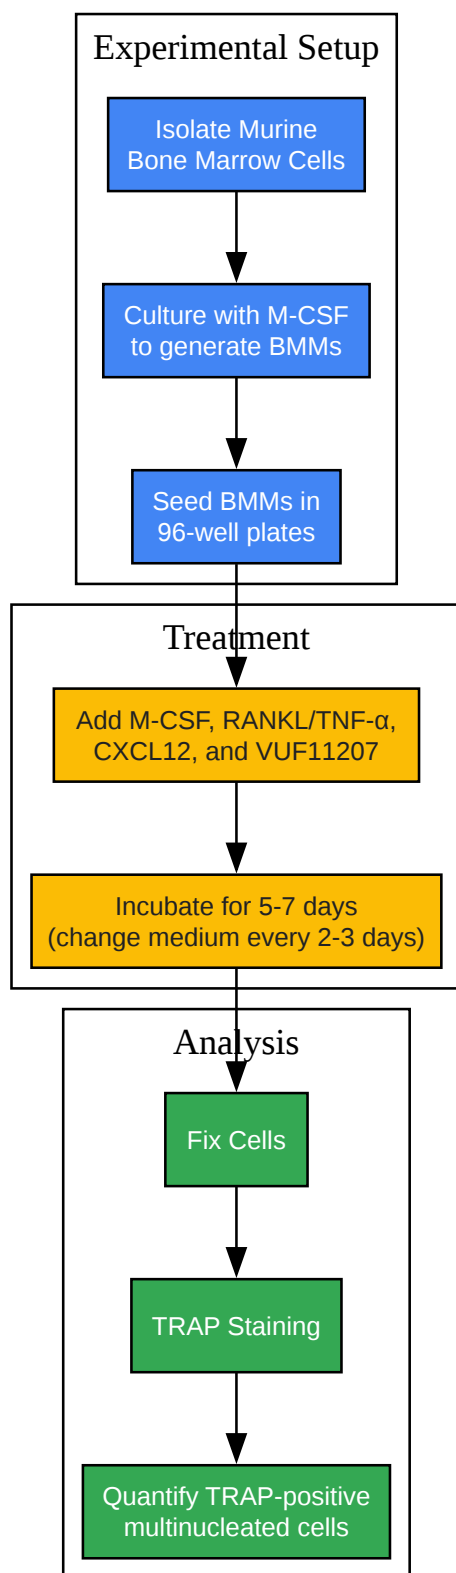 Experimental Setup
Isolate Murine
Bone Marrow Cells
Culture with M-CSF
to generate BMMs
Seed BMMs in
96-well plates
Treatment
Add M-CSF, RANKL/TNF-α,
CXCL12, and VUF11207
Incubate for 5-7 days
(change medium every 2-3 days)
Analysis
Fix Cells
TRAP Staining
Quantify TRAP-positive
multinucleated cells